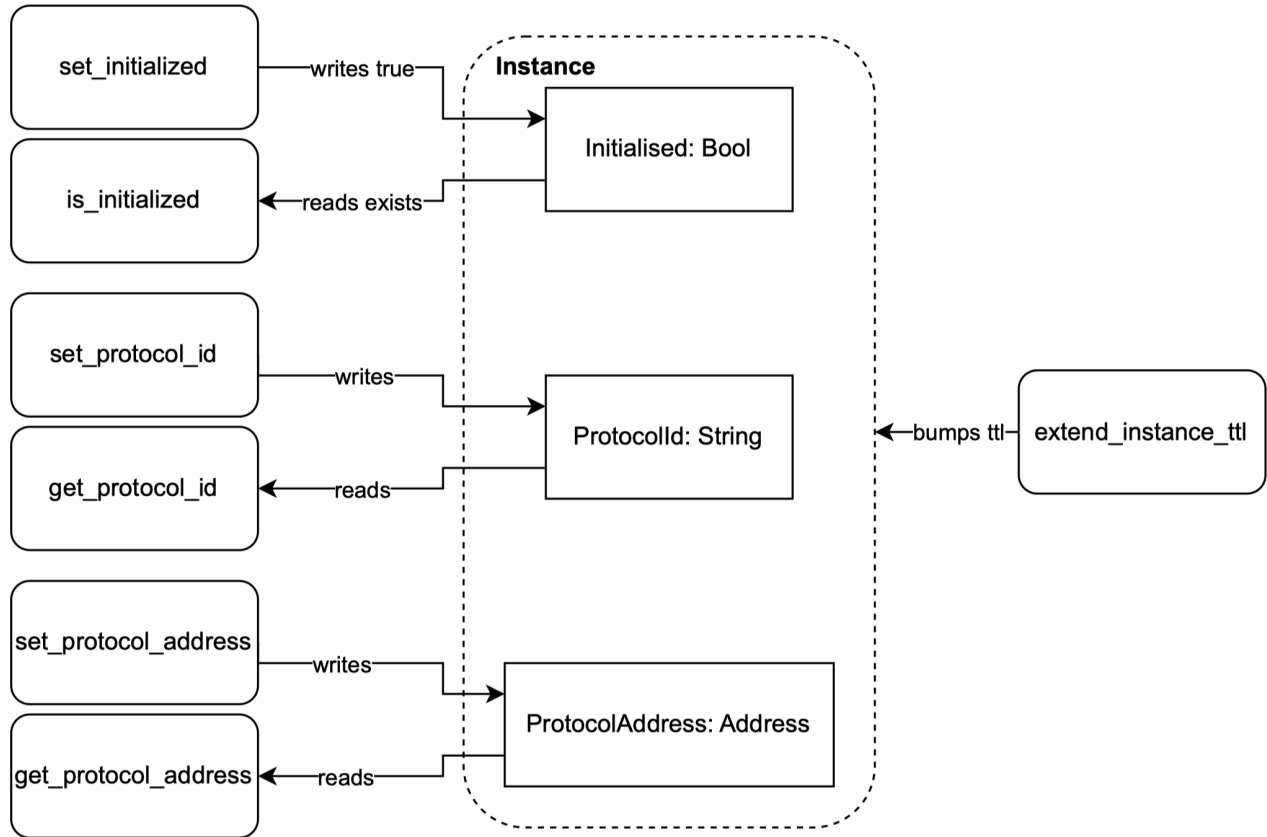 set_initialized
writes true
Instance
Initialised: Bool
is_initialized
reads exists
set_protocol_id
writes
ProtocolId: String
get_protocol_id
reads
bumps ttl
extend_instance_ttl
set_protocol_address
writes
ProtocolAddress: Address
get_protocol_address
reads